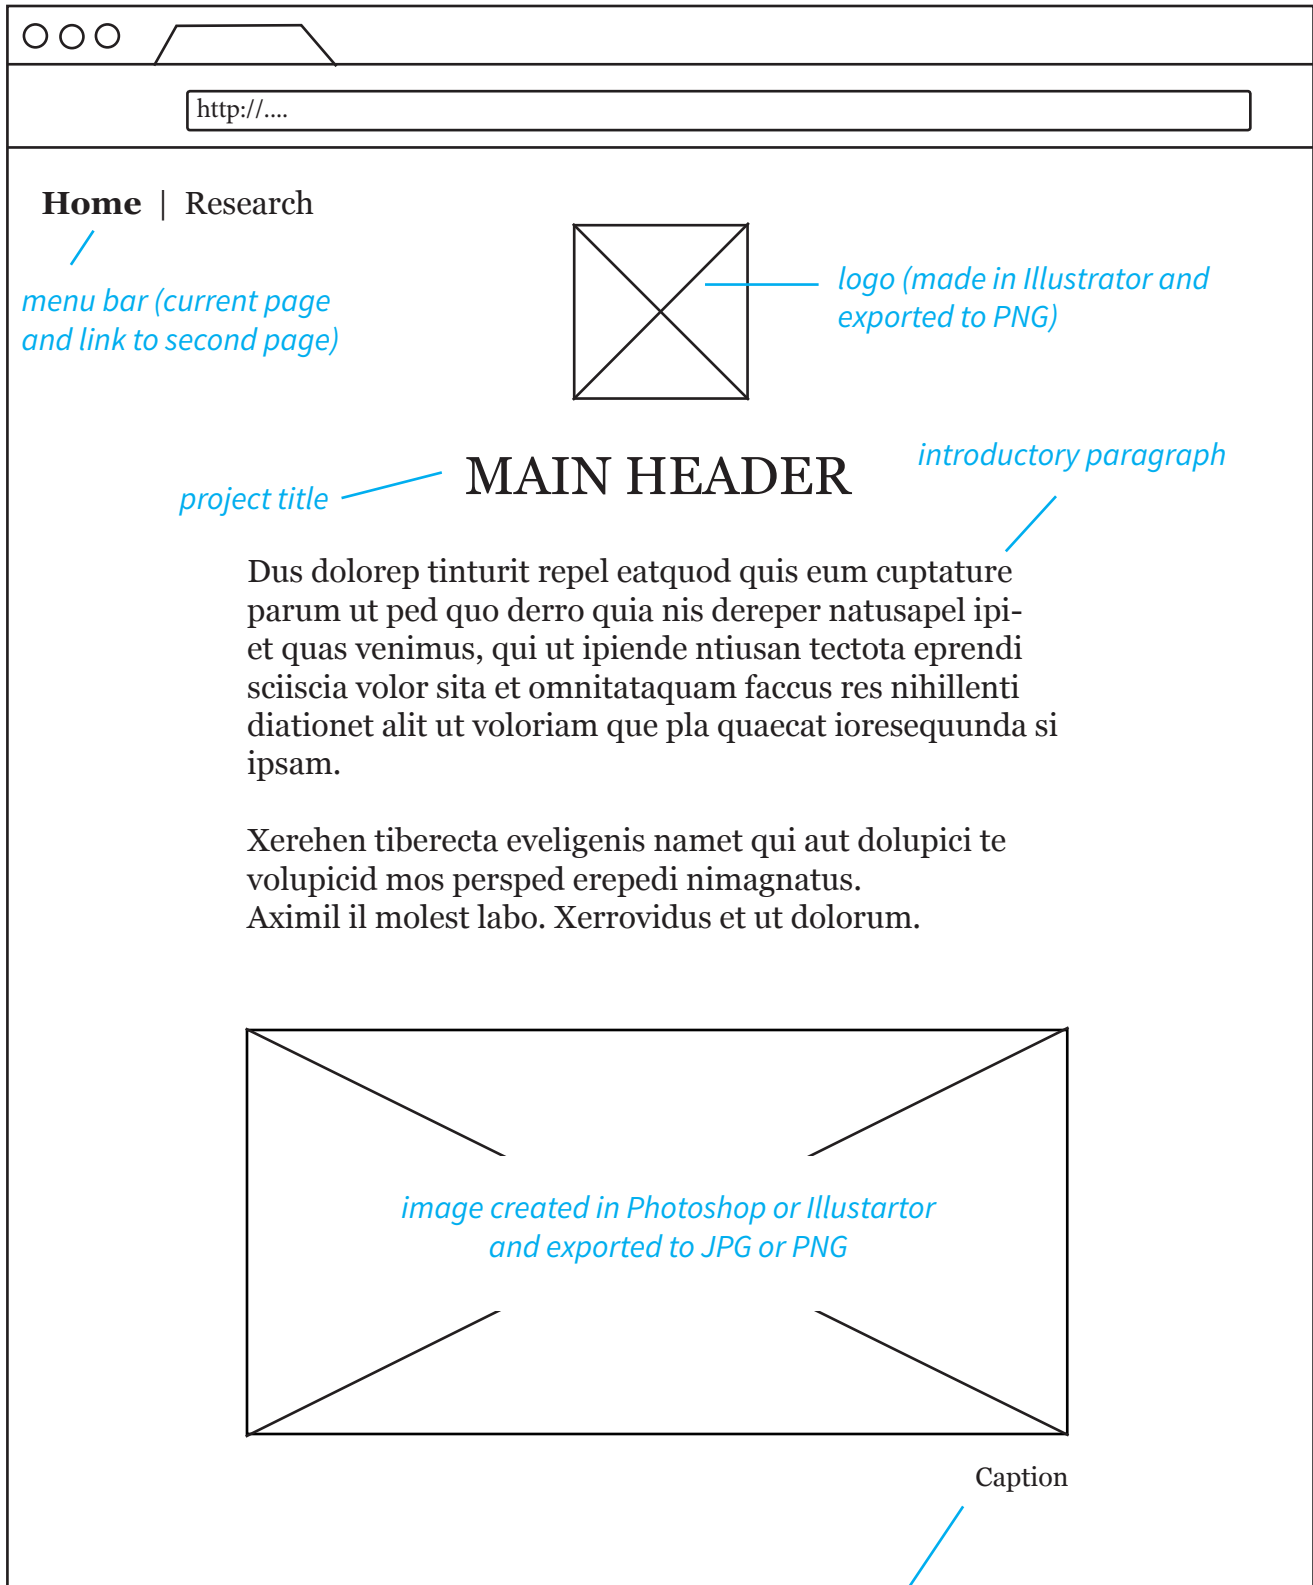 http://....
Home | Research
menu bar (current page
and link to second page)
logo (made in Illustrator and
exported to PNG)
introductory paragraph
project title
MAIN HEADER
Dus dolorep tinturit repel eatquod quis eum cuptature
parum ut ped quo derro quia nis dereper natusapel ipi-
et quas venimus, qui ut ipiende ntiusan tectota eprendi
sciiscia volor sita et omnitataquam faccus res nihillenti
diationet alit ut voloriam que pla quaecat ioresequunda si
ipsam.
Xerehen tiberecta eveligenis namet qui aut dolupici te
volupicid mos persped erepedi nimagnatus.
Aximil il molest labo. Xerrovidus et ut dolorum.
image created in Photoshop or Illustartor
and exported to JPG or PNG
Caption